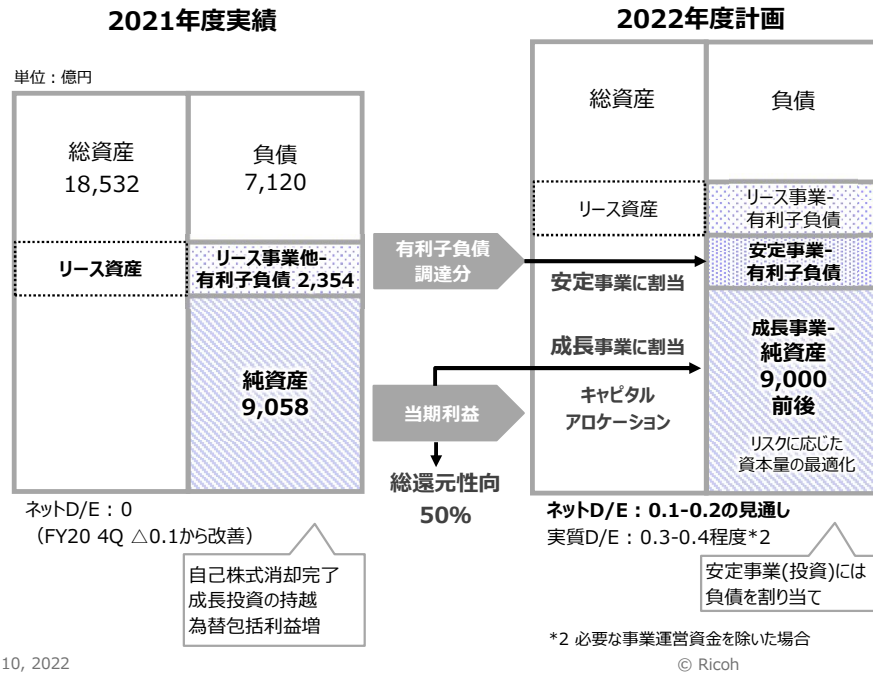 2021年度実績
単位：億円
総資産
18,532
負債
7,120
リース資産
リース事業他-
有利子負債 2,354
純資産
9,058
ネットD/E：0
（FY20 4Q △0.1から改善）
自己株式消却完了
成長投資の持越
為替包括利益増
有利子負債
調達分
安定事業に割当
成長事業に割当
当期利益
キャピタル
アロケーション
総還元性向
50%
2022年度計画
総資産
負債
リース資産
リース事業-
有利子負債
安定事業-
有利子負債
成長事業-
純資産
9,000
前後
リスクに応じた
資本量の最適化
ネットD/E：0.1-0.2の見通し
実質D/E：0.3-0.4程度*2
安定事業(投資)には
負債を割り当て
*2 必要な事業運営資金を除いた場合
10, 2022
© Ricoh